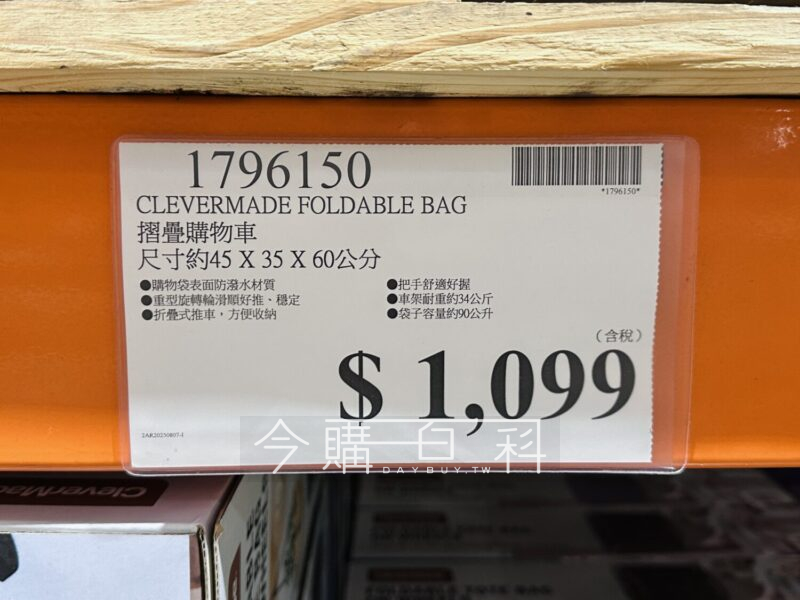 1796150
*1796150*
CLEVERMADE FOLDABLE BAG
摺疊購物車
尺寸約45 X 35 X 60公分
●購物袋表面防潑水材質
●重型旋轉輪滑順好推、穩定
●折疊式推車，方便收納
●把手舒適好握
●車架耐重約34公斤
●袋子容量約90公升
（含稅）
$ 1,099
2AR20250807-1
今購百科
DAYBUY.TW
CleverMade